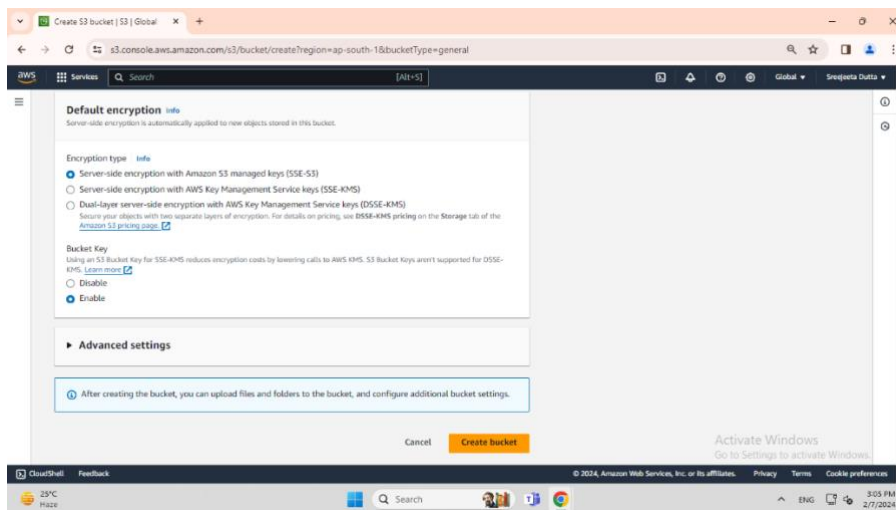 Create S3 bucket | S3 | Global
s3.console.aws.amazon.com/s3/bucket/create?region=ap-south-1&bucketType=general
aws
Services
Search
[Alt+S]
Global
Sreejeeta Dutta
Default encryption Info
Server-side encryption is automatically applied to new objects stored in this bucket.
Encryption type Info
Server-side encryption with Amazon S3 managed keys (SSE-S3)
Server-side encryption with AWS Key Management Service keys (SSE-KMS)
Dual-layer server-side encryption with AWS Key Management Service keys (DSSE-KMS)
Secure your objects with two separate layers of encryption. For details on pricing, see DSSE-KMS pricing on the Storage tab of the
Amazon S3 pricing page.
Bucket Key
Using an S3 Bucket Key for SSE-KMS reduces encryption costs by lowering calls to AWS KMS. S3 Bucket Keys aren't supported for DSSE-
KMS. Learn more
Disable
Enable
Advanced settings
After creating the bucket, you can upload files and folders to the bucket, and configure additional bucket settings.
Cancel
Create bucket
Activate Windows
Go to Settings to activate Windows.
CloudShell
Feedback
© 2024, Amazon Web Services, Inc. or its affiliates.
Privacy
Terms
Cookie preferences
25°C
Haze
Search
ENG
3:05 PM
2/7/2024